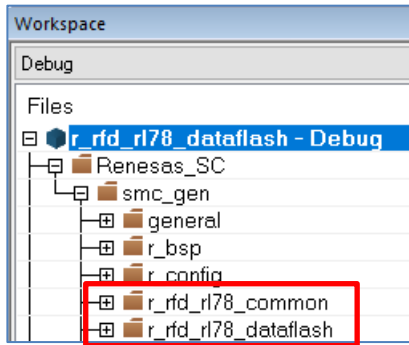 Workspace
Debug
Files
r_rfd_rl78_dataflash - Debug
Renesas_SC
smc_gen
general
r_bsp
r_config
r_rfd_rl78_common
r_rfd_rl78_dataflash